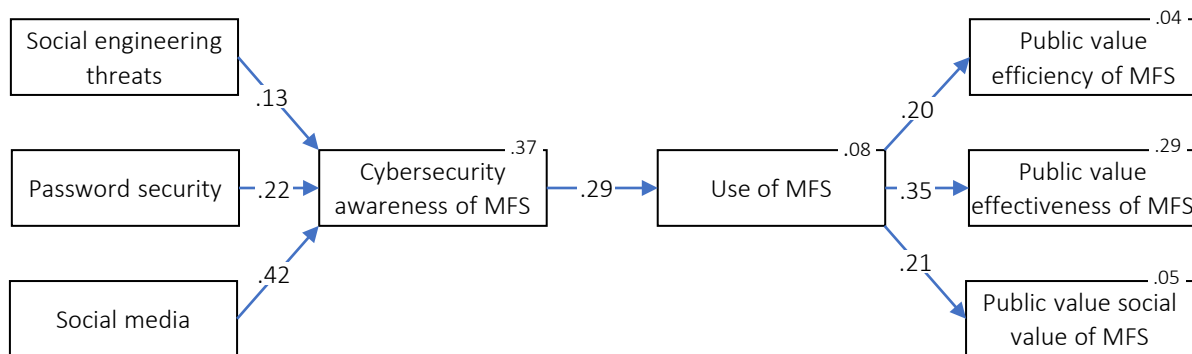 Social engineering
threats
.13
Password security
.22
Social media
.42
.37
Cybersecurity
awareness of MFS
.29
.08
Use of MFS
.20
.35
.21
.04
Public value
efficiency of MFS
.29
Public value
effectiveness of MFS
.05
Public value social
value of MFS